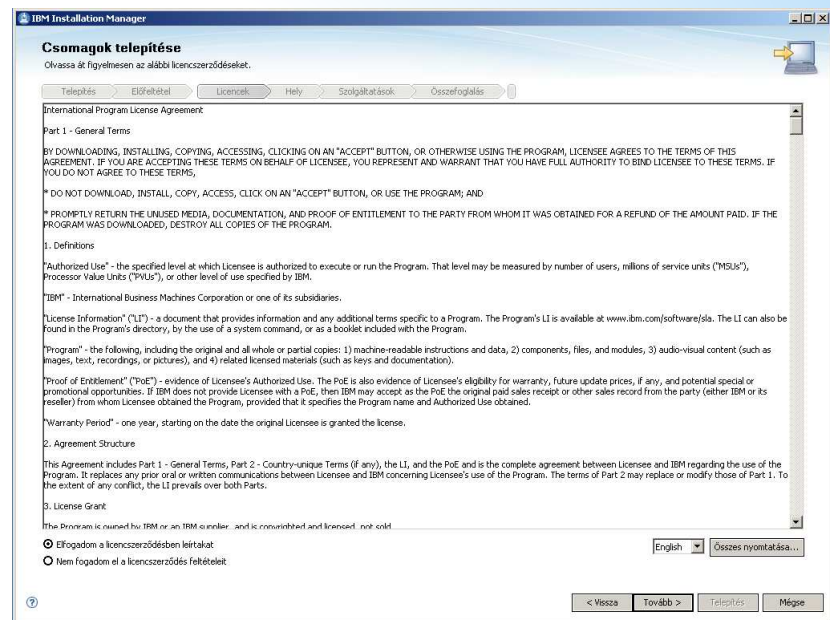 IBM Installation Manager
Csomagok telepítése
Olvassa át figyelmesen az alábbi licencszerződéseket.
Telepítés
Előfeltétel
Licencek
Hely
Szolgáltatások
Összefoglalás
International Program License Agreement
Part 1 - General Terms
BY DOWNLOADING, INSTALLING, COPYING, ACCESSING, CLICKING ON AN "ACCEPT" BUTTON, OR OTHERWISE USING THE PROGRAM, LICENSEE AGREES TO THE TERMS OF THIS
AGREEMENT. IF YOU ARE ACCEPTING THESE TERMS ON BEHALF OF LICENSEE, YOU REPRESENT AND WARRANT THAT YOU HAVE FULL AUTHORITY TO BIND LICENSEE TO THESE TERMS. IF
YOU DO NOT AGREE TO THESE TERMS,
* DO NOT DOWNLOAD, INSTALL, COPY, ACCESS, CLICK ON AN "ACCEPT" BUTTON, OR USE THE PROGRAM; AND
* PROMPTLY RETURN THE UNUSED MEDIA, DOCUMENTATION, AND PROOF OF ENTITLEMENT TO THE PARTY FROM WHOM IT WAS OBTAINED FOR A REFUND OF THE AMOUNT PAID. IF THE
PROGRAM WAS DOWNLOADED, DESTROY ALL COPIES OF THE PROGRAM.
1. Definitions
"Authorized Use" - the specified level at which Licensee is authorized to execute or run the Program. That level may be measured by number of users, millions of service units ("MSUs"),
Processor Value Units ("PVUs"), or other level of use specified by IBM.
"IBM" - International Business Machines Corporation or one of its subsidiaries.
"License Information" ("LI") - a document that provides information and any additional terms specific to a Program. The Program's LI is available at www.ibm.com/software/sla. The LI can also be
found in the Program's directory, by the use of a system command, or as a booklet included with the Program.
"Program" - the following, including the original and all whole or partial copies: 1) machine-readable instructions and data, 2) components, files, and modules, 3) audio-visual content (such as
images, text, recordings, or pictures), and 4) related licensed materials (such as keys and documentation).
"Proof of Entitlement" ("PoE") - evidence of Licensee's Authorized Use. The PoE is also evidence of Licensee's eligibility for warranty, future update prices, if any, and potential special or
promotional opportunities. If IBM does not provide Licensee with a PoE, then IBM may accept as the PoE the original paid sales receipt or other sales record from the party (either IBM or its
reseller) from whom Licensee obtained the Program, provided that it specifies the Program name and Authorized Use obtained.
"Warranty Period" - one year, starting on the date the original Licensee is granted the license.
2. Agreement Structure
This Agreement includes Part 1 - General Terms, Part 2 - Country-unique Terms (if any), the LI, and the PoE and is the complete agreement between Licensee and IBM regarding the use of the
Program. It replaces any prior oral or written communications between Licensee and IBM concerning Licensee's use of the Program. The terms of Part 2 may replace or modify those of Part 1. To
the extent of any conflict, the LI prevails over both Parts.
3. License Grant
The Program is owned by IBM or an IBM supplier, and is copyrighted and licensed, not sold.
Elfogadom a licencszerződésben leírtakat
English
Összes nyomtatása...
Nem fogadom el a licencszerződés feltételeit
?
< Vissza
Tovább >
Telepítés
Mégse